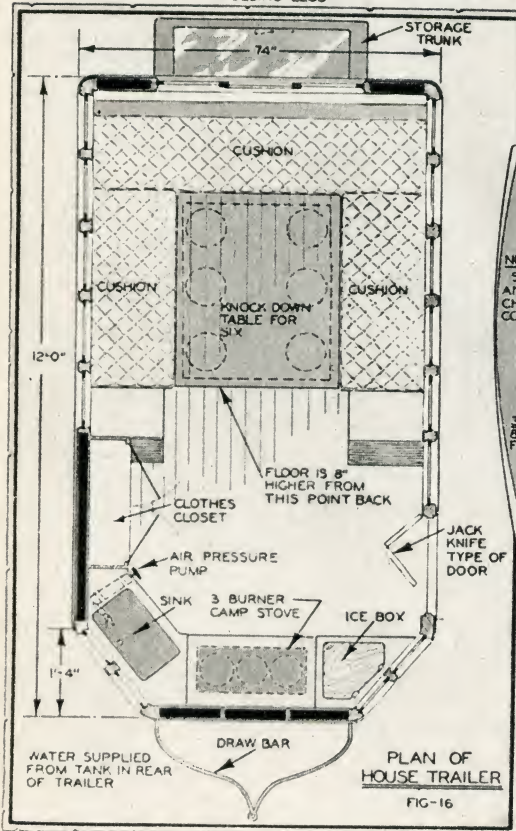 STORAGE
TRUNK
74"
CUSHION
CUSHION
CUSHION
KNOCK DOWN
TABLE FOR
SIX
12'-0"
FLOOR IS 8"
HIGHER FROM
THIS POINT BACK
CLOTHES
CLOSET
JACK
KNIFE
TYPE OF
DOOR
AIR PRESSURE
PUMP
SINK
3 BURNER
CAMP STOVE
ICE BOX
1'-4"
DRAW BAR
WATER SUPPLIED
FROM TANK IN REAR
OF TRAILER
PLAN OF
HOUSE TRAILER
FIG-16